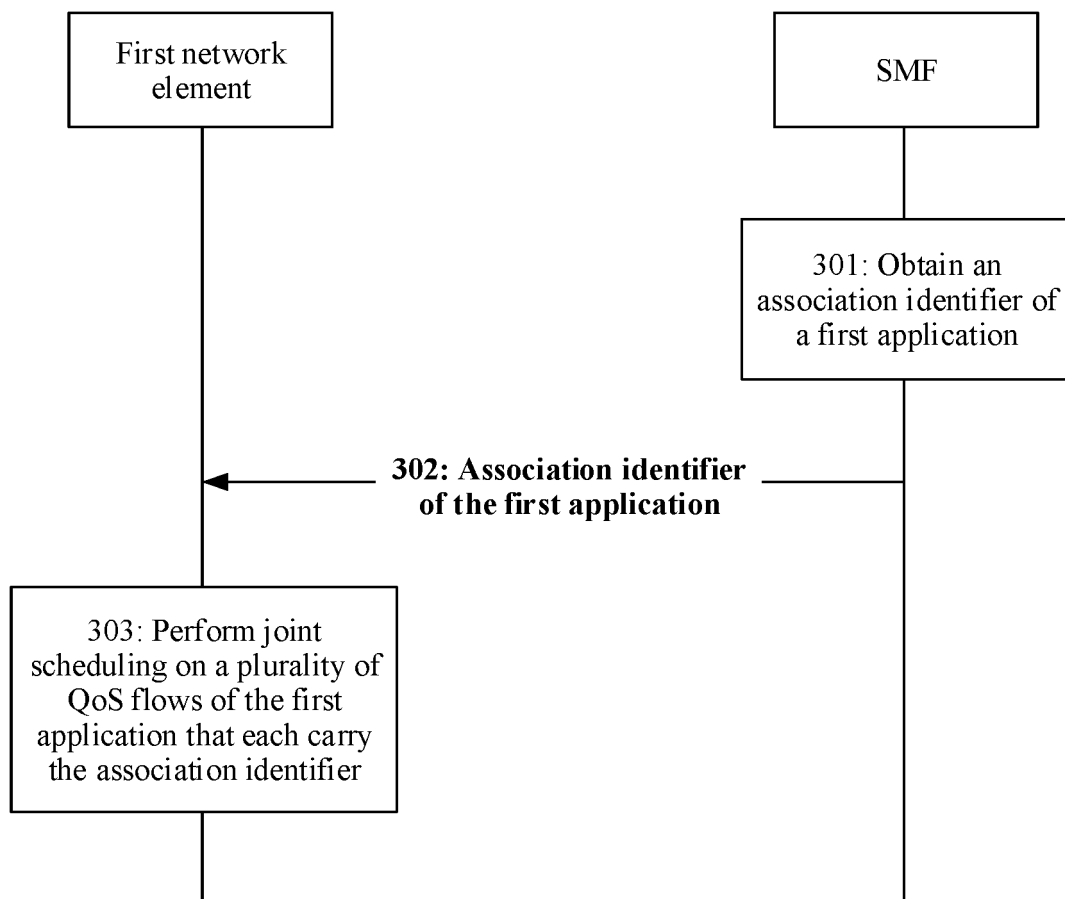 First network
element
SMF
301: Obtain an
association identifier of
a first application
302: Association identifier
of the first application
303: Perform joint
scheduling on a plurality of
QoS flows of the first
application that each carry
the association identifier